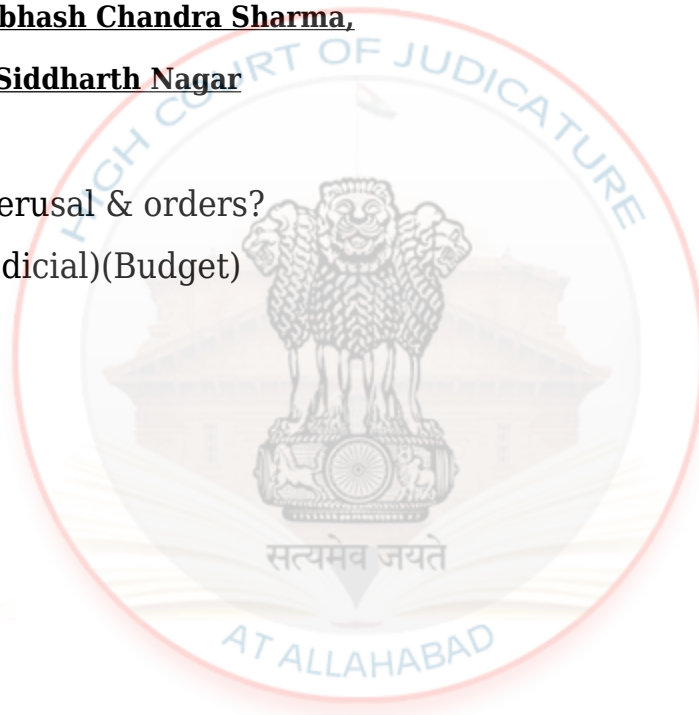 bhash Chandra Sharma,
Siddharth Nagar
erusal & orders?
dicial)(Budget)
HIGH COURT OF JUDICATURE
सत्यमेव जयते
AT ALLAHABAD